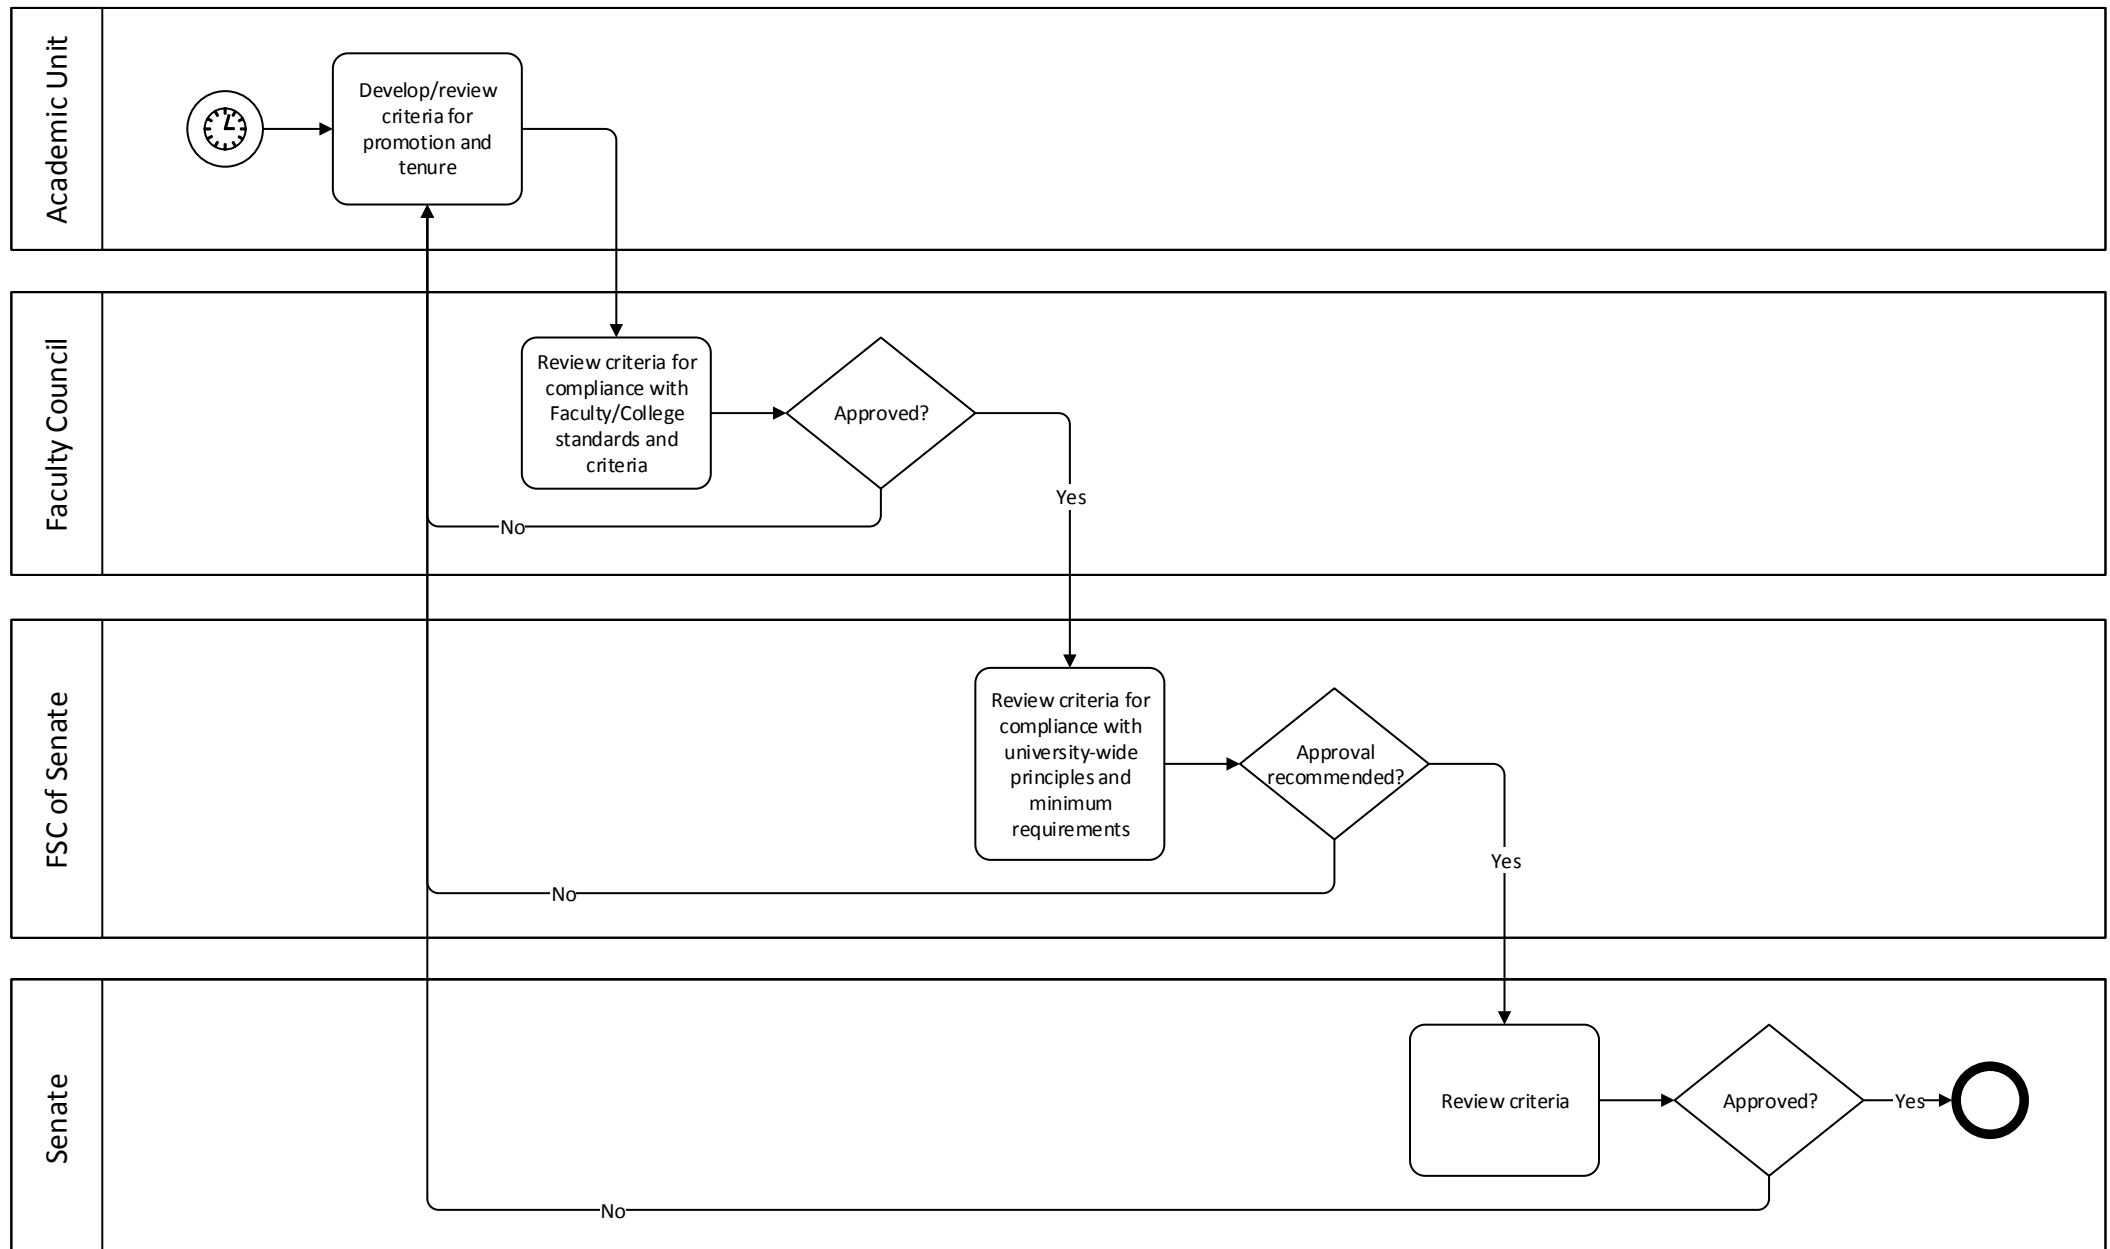 Academic Unit
Develop/review
criteria for
promotion and
tenure
Faculty Council
Review criteria for
compliance with
Faculty/College
standards and
criteria
Approved?
Yes
No
FSC of Senate
Review criteria for
compliance with
university-wide
principles and
minimum
requirements
Approval
recommended?
Yes
No
Senate
Review criteria
Approved?
Yes
No